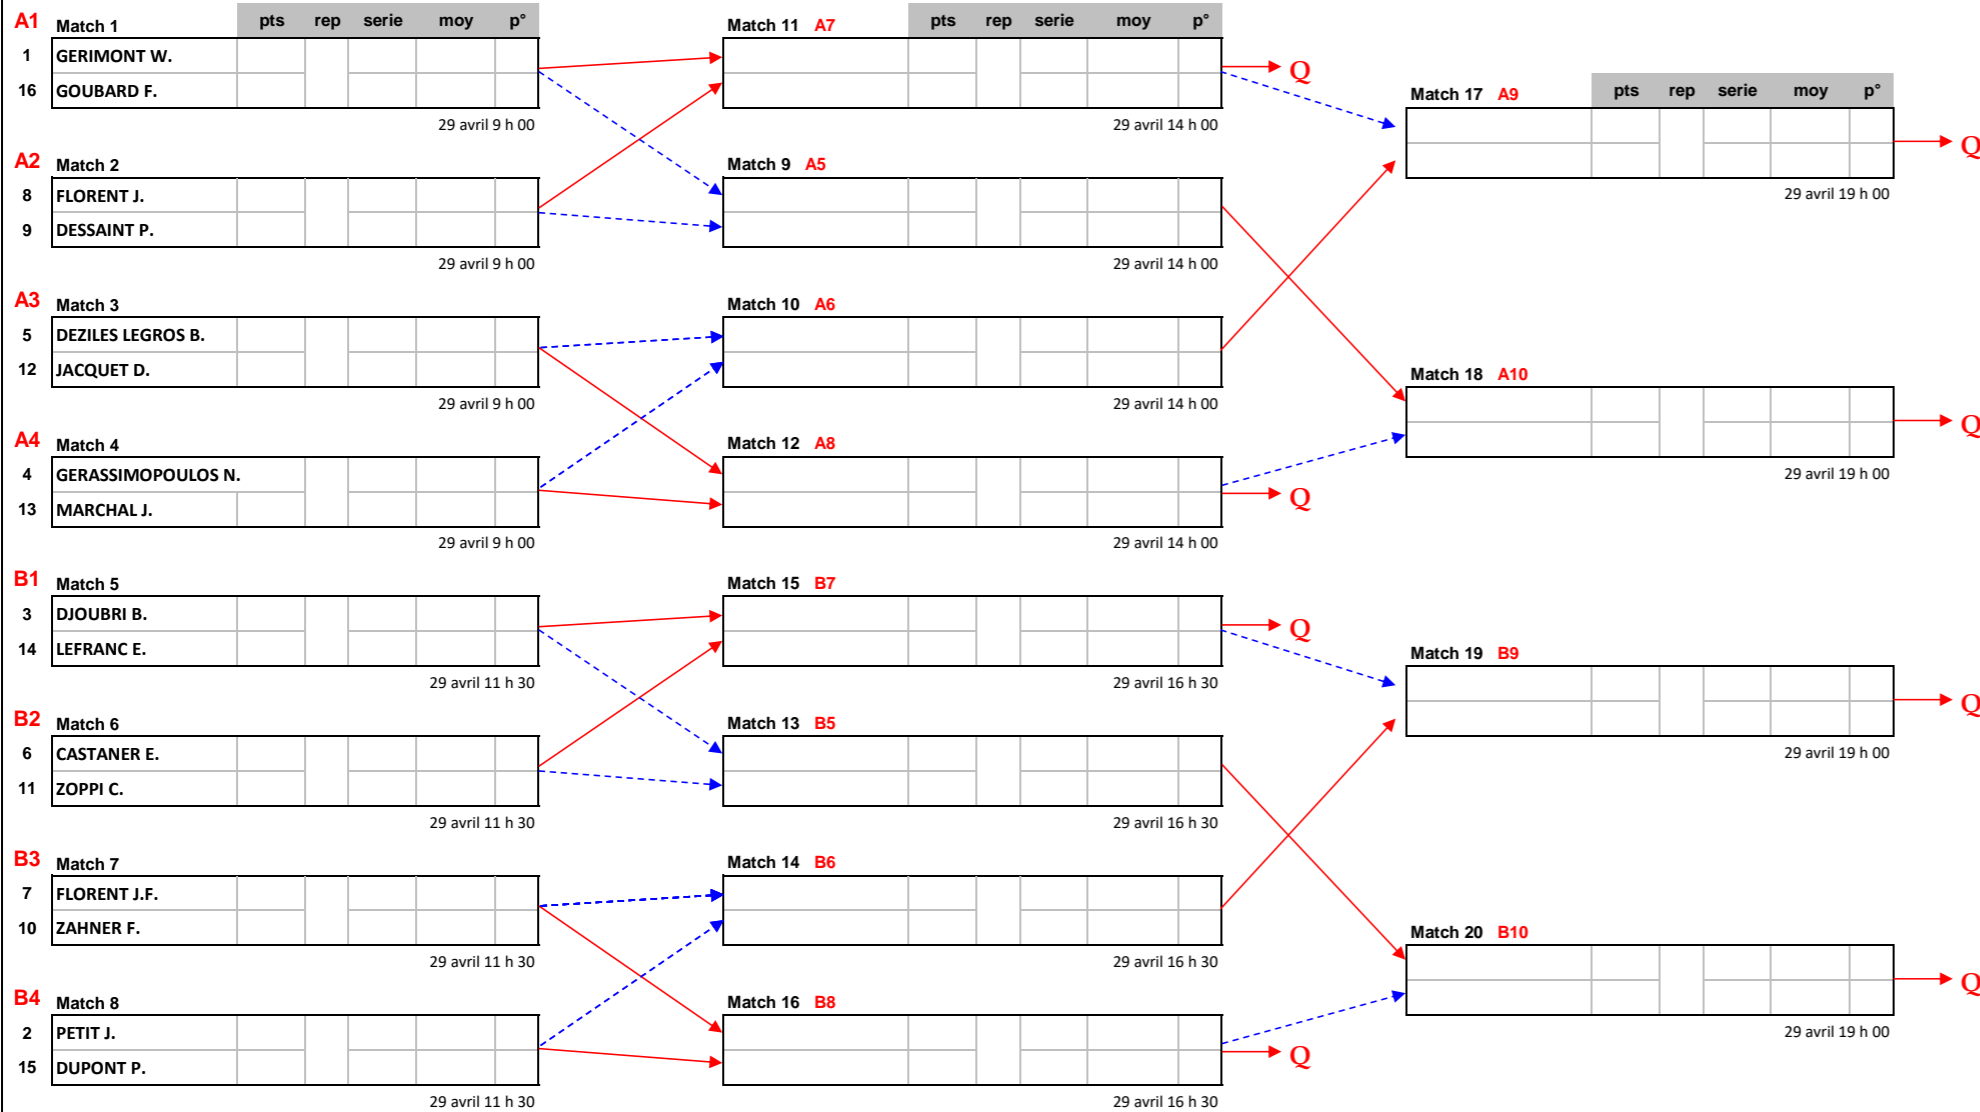 A1 Match 1 pts rep serie moy p°
1 GERIMONT W.
16 GOUBARD F.
29 avril 9 h 00
A2 Match 2
8 FLORENT J.
9 DESSAINT P.
29 avril 9 h 00
A3 Match 3
5 DEZILES LEGROS B.
12 JACQUET D.
29 avril 9 h 00
A4 Match 4
4 GERASSIMOPOULOS N.
13 MARCHAL J.
29 avril 9 h 00
B1 Match 5
3 DJOUBRI B.
14 LEFRANC E.
29 avril 11 h 30
B2 Match 6
6 CASTANER E.
11 ZOPPI C.
29 avril 11 h 30
B3 Match 7
7 FLORENT J.F.
10 ZAHNER F.
29 avril 11 h 30
B4 Match 8
2 PETIT J.
15 DUPONT P.
29 avril 11 h 30
Match 11 A7 pts rep serie moy p°
Q
29 avril 14 h 00
Match 9 A5
29 avril 14 h 00
Match 10 A6
29 avril 14 h 00
Match 12 A8
Q
29 avril 14 h 00
Match 15 B7
Q
29 avril 16 h 30
Match 13 B5
29 avril 16 h 30
Match 14 B6
29 avril 16 h 30
Match 16 B8
Q
29 avril 16 h 30
Match 17 A9 pts rep serie moy p°
Q
29 avril 19 h 00
Match 18 A10
Q
29 avril 19 h 00
Match 19 B9
Q
29 avril 19 h 00
Match 20 B10
Q
29 avril 19 h 00